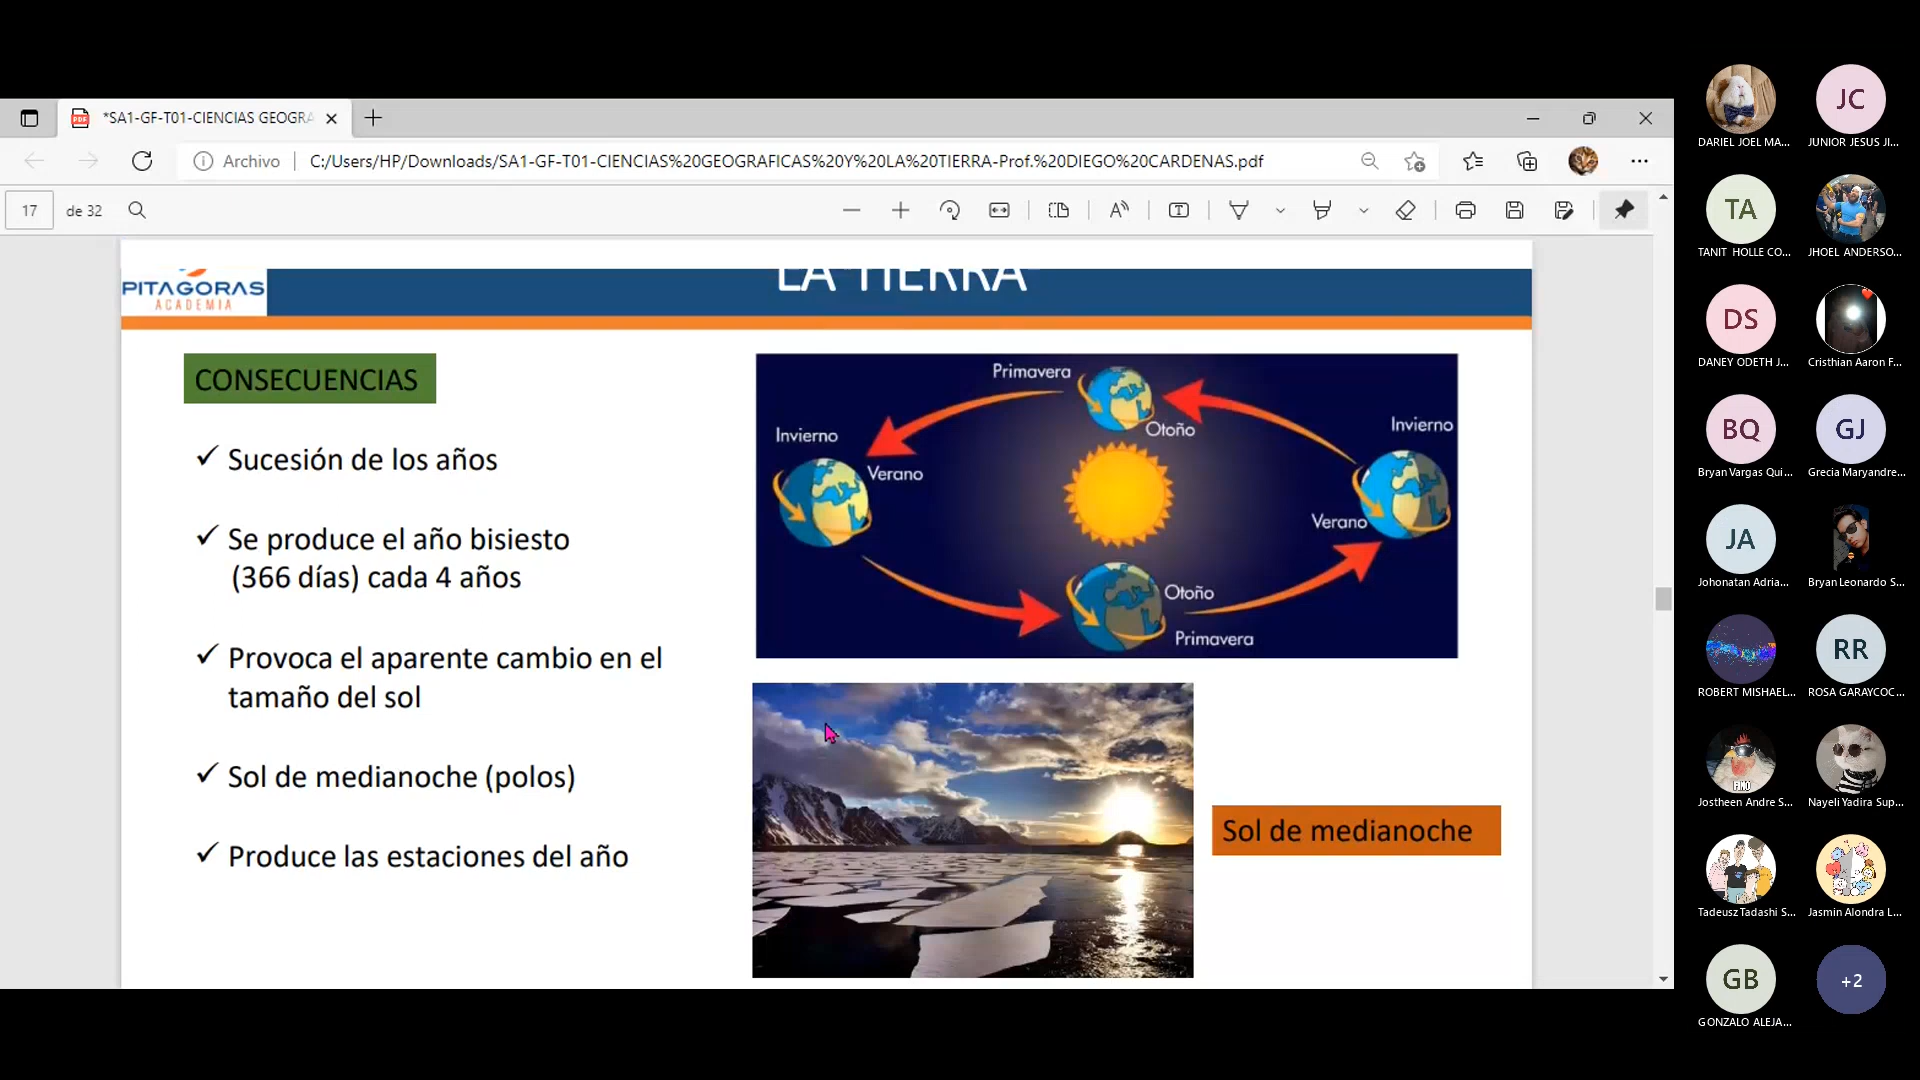 *SA1-GF-T01-CIENCIAS GEOGRA
Archivo
C:/Users/HP/Downloads/SA1-GF-T01-CIENCIAS%20GEOGRAFICAS%20Y%20LA%20TIERRA-Prof.%20DIEGO%20CARDENAS.pdf
17 de 32
PITAGORAS
ACADEMIA
LA TIERRA
CONSECUENCIAS
✓ Sucesión de los años
✓ Se produce el año bisiesto
(366 días) cada 4 años
✓ Provoca el aparente cambio en el
tamaño del sol
✓ Sol de medianoche (polos)
✓ Produce las estaciones del año
Primavera
Otoño
Invierno
Verano
Invierno
Verano
Otoño
Primavera
Sol de medianoche
DARIEL JOEL MA...
JC
JUNIOR JESUS JI...
TA
TANIT HOLLE CO...
JHOEL ANDERSO...
DS
DANEY ODETH J...
Cristhian Aaron F...
BQ
Bryan Vargas Qui...
GJ
Grecia Maryandre...
JA
Johonatan Adria...
Bryan Leonardo S...
ROBERT MISHAEL...
RR
ROSA GARAYCOC...
FINO
Jostheen Andre S...
Nayeli Yadira Sup...
Tadeusz Tadashi S...
Jasmin Alondra L...
GB
GONZALO ALEJA...
+2